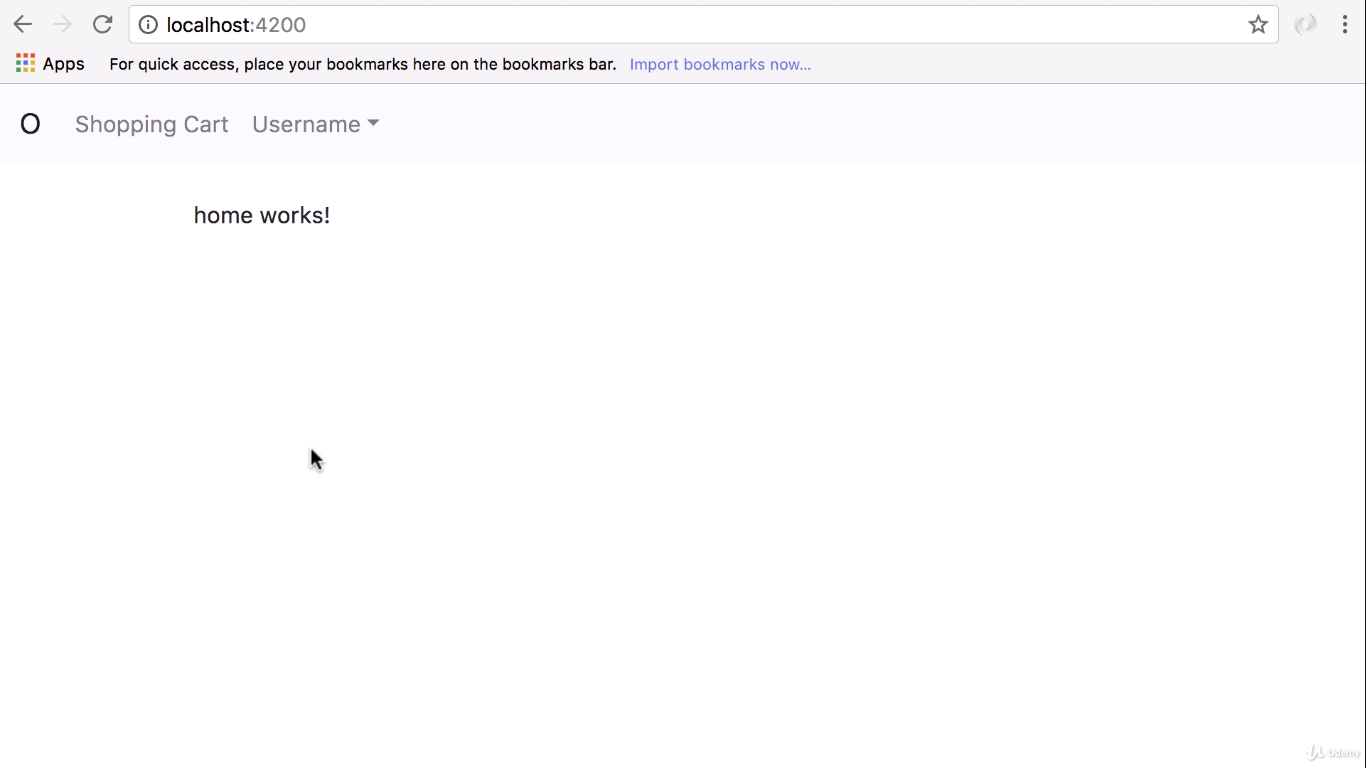 localhost:4200
Apps For quick access, place your bookmarks here on the bookmarks bar. Import bookmarks now...
O Shopping Cart Username
home works!
Udemy